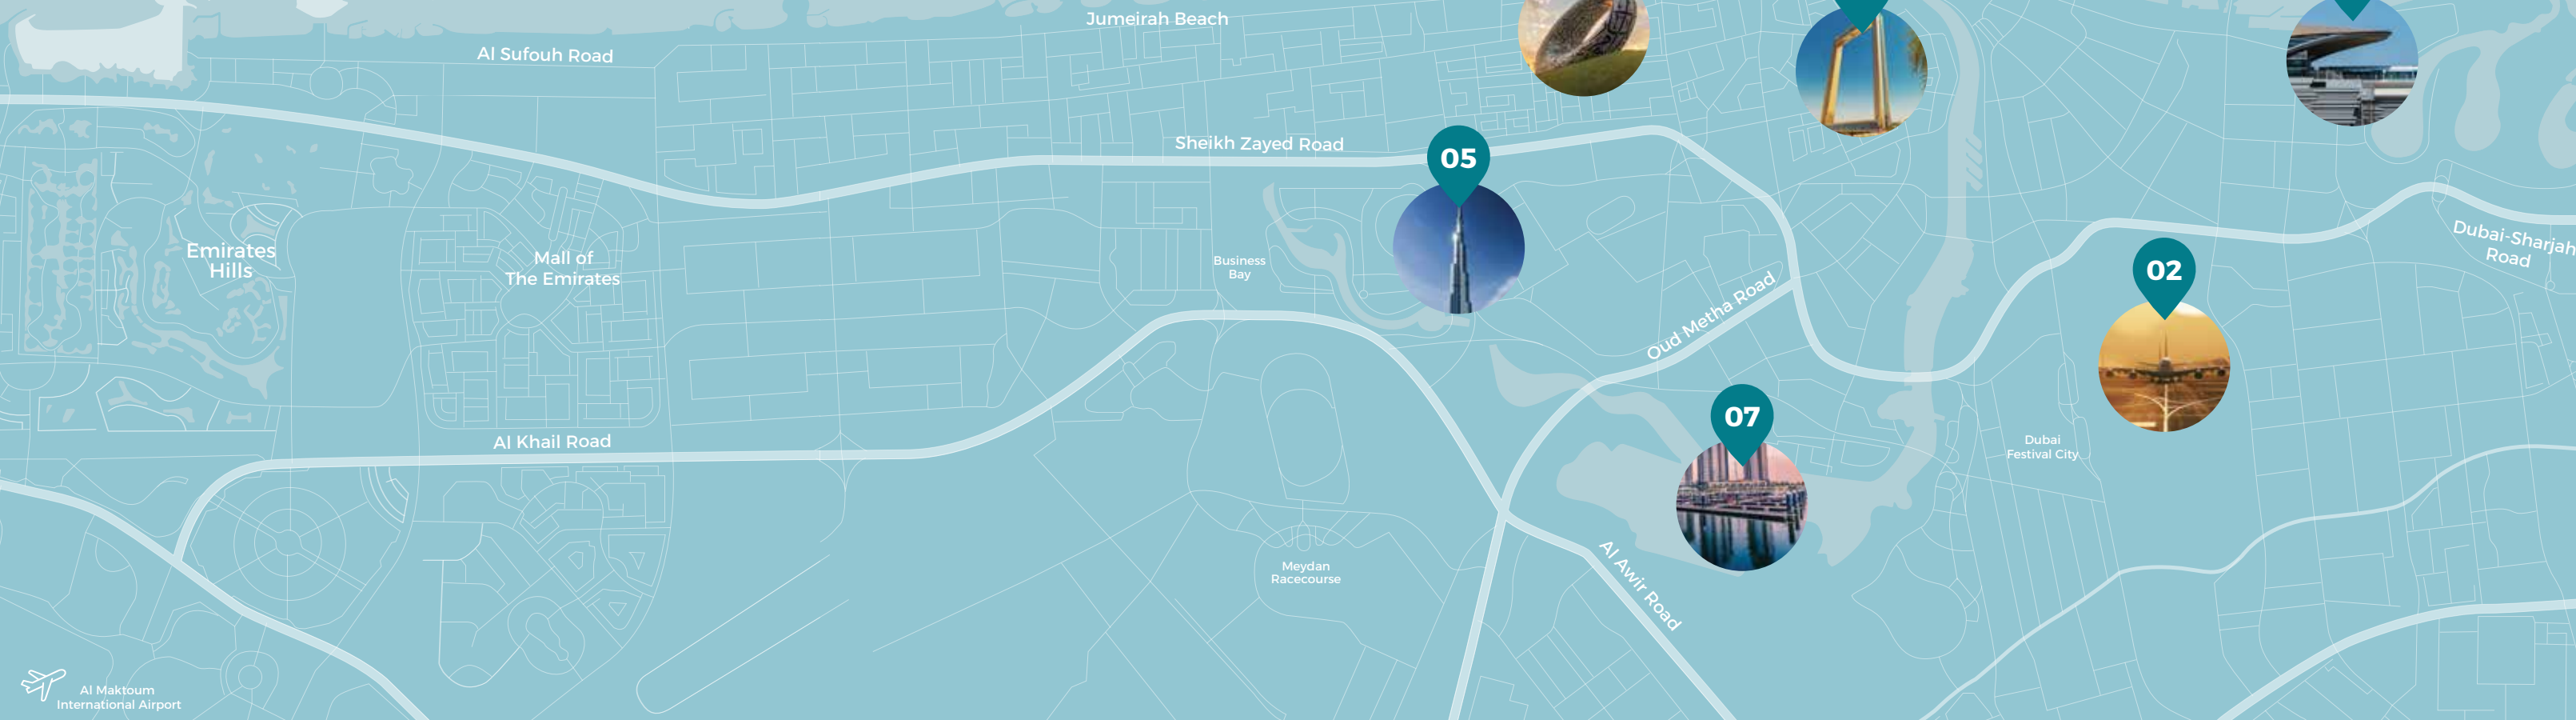 Jumeirah Beach
Al Sufouh Road
Sheikh Zayed Road
05
Emirates
Hills
Mall of
The Emirates
Business
Bay
Oud Metha Road
02
Dubai-Sharjah
Road
07
Al Khail Road
Dubai
Festival City
Meydan
Racecourse
Al Awir Road
Al Maktoum
International Airport